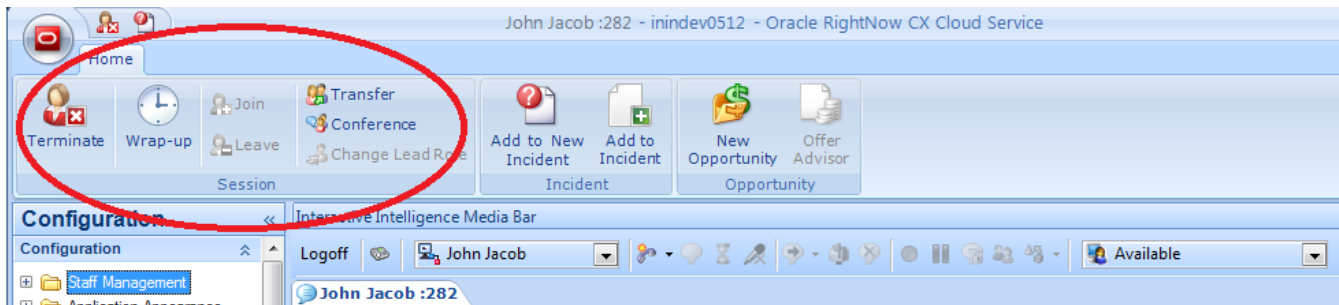 John Jacob :282 - inindev0512 - Oracle RightNow CX Cloud Service
Home
Terminate
Wrap-up
Join
Leave
Transfer
Conference
Change Lead Role
Add to New
Incident
Add to
Incident
New
Opportunity
Offer
Advisor
Session
Incident
Opportunity
Configuration
Interactive Intelligence Media Bar
Configuration
Logoff
John Jacob
Available
Staff Management
John Jacob :282
Application Appearance